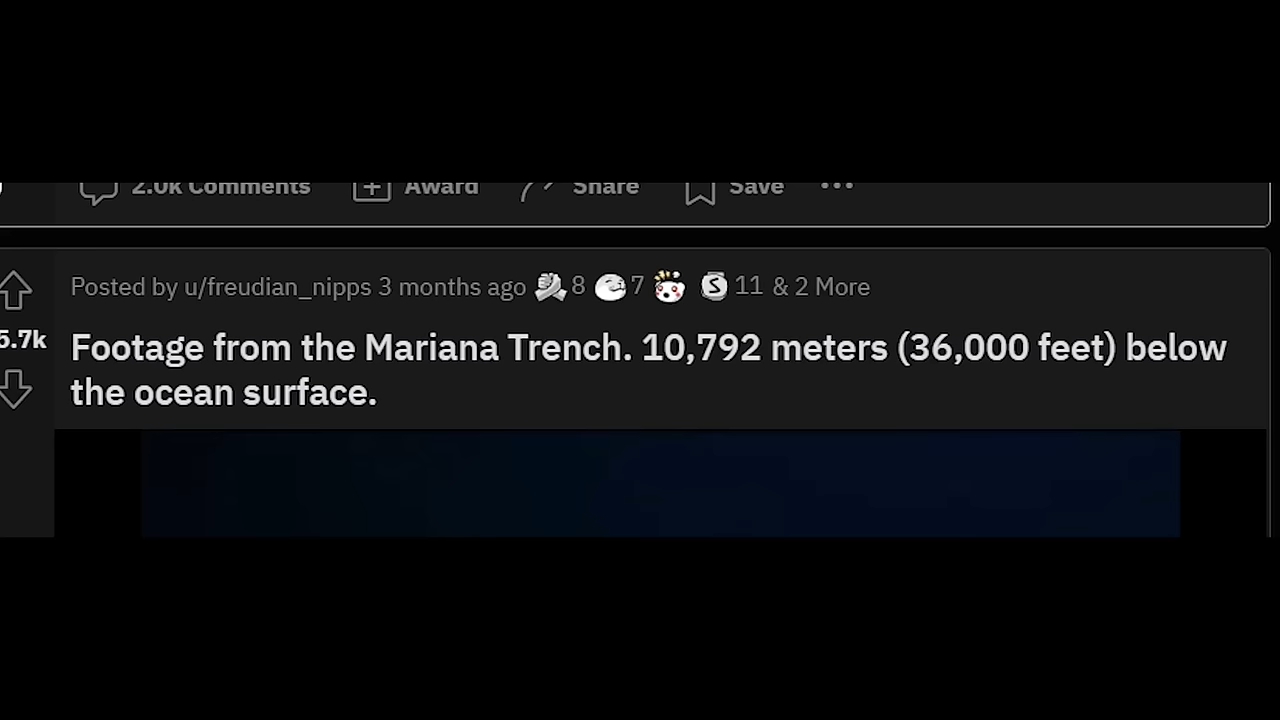 2.0k Comments Award Share Save
Posted by u/freudian_nipps 3 months ago 8 7 S 11 & 2 More
5.7k
Footage from the Mariana Trench. 10,792 meters (36,000 feet) below
the ocean surface.